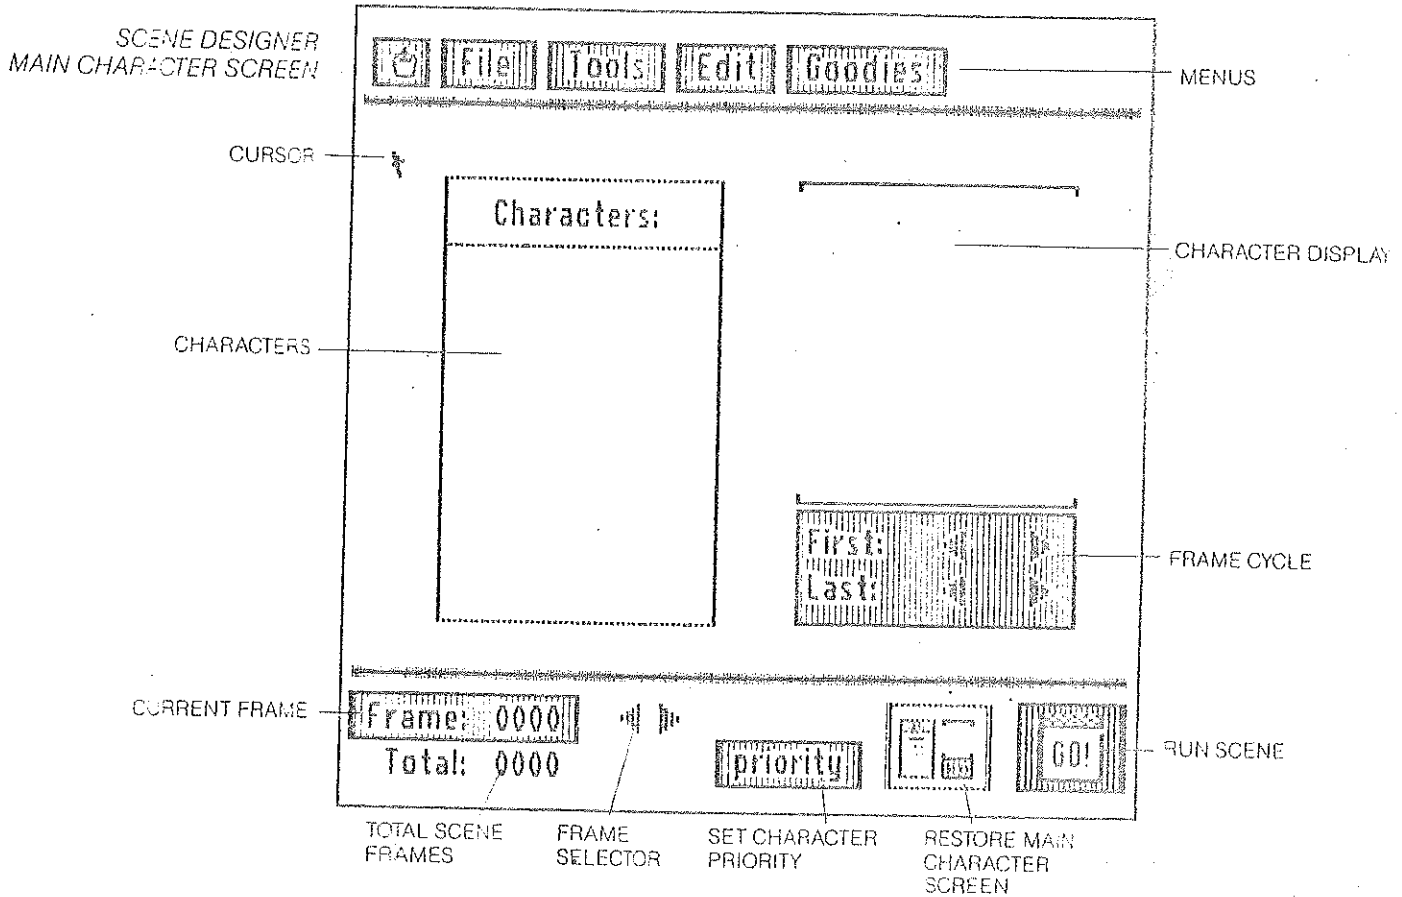 SCENE DESIGNER
MAIN CHARACTER SCREEN
File Tools Edit Goodies
MENUS
CURSOR
Characters:
CHARACTER DISPLAY
CHARACTERS
First:
Last:
FRAME CYCLE
CURRENT FRAME
Frame: 0000
Total: 0000
priority
GO!
RUN SCENE
TOTAL SCENE
FRAMES
FRAME
SELECTOR
SET CHARACTER
PRIORITY
RESTORE MAIN
CHARACTER
SCREEN